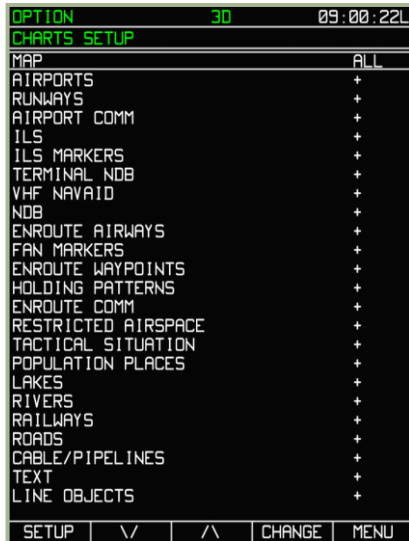 OPTION 3D 09:00:22L
CHARTS SETUP
MAP ALL
AIRPORTS +
RUNWAYS +
AIRPORT COMM +
ILS +
ILS MARKERS +
TERMINAL NDB +
VHF NAVAID +
NDB +
ENROUTE AIRWAYS +
FAN MARKERS +
ENROUTE WAYPOINTS +
HOLDING PATTERNS +
ENROUTE COMM +
RESTRICTED AIRSPACE +
TACTICAL SITUATION +
POPULATION PLACES +
LAKES +
RIVERS +
RAILWAYS +
ROADS +
CABLE/PIPELINES +
TEXT +
LINE OBJECTS +
SETUP \/ /\ CHANGE MENU